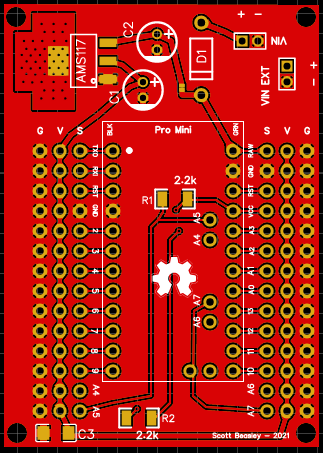 C2
+ -
VIN
AMS117
D1
+
-
VIN EXT
C1
BLK
Pro Mini
GRN
G V S
S V G
TXO
RXI
RST
GND
2
3
4
5
6
7
8
9
A4
A5
RAW
GND
RST
VCC
A3
A2
A1
A0
13
12
11
10
A6
A7
2.2k
R1
A5
A4
A7
A6
R2
2.2k
C3
Scott Beasley - 2021